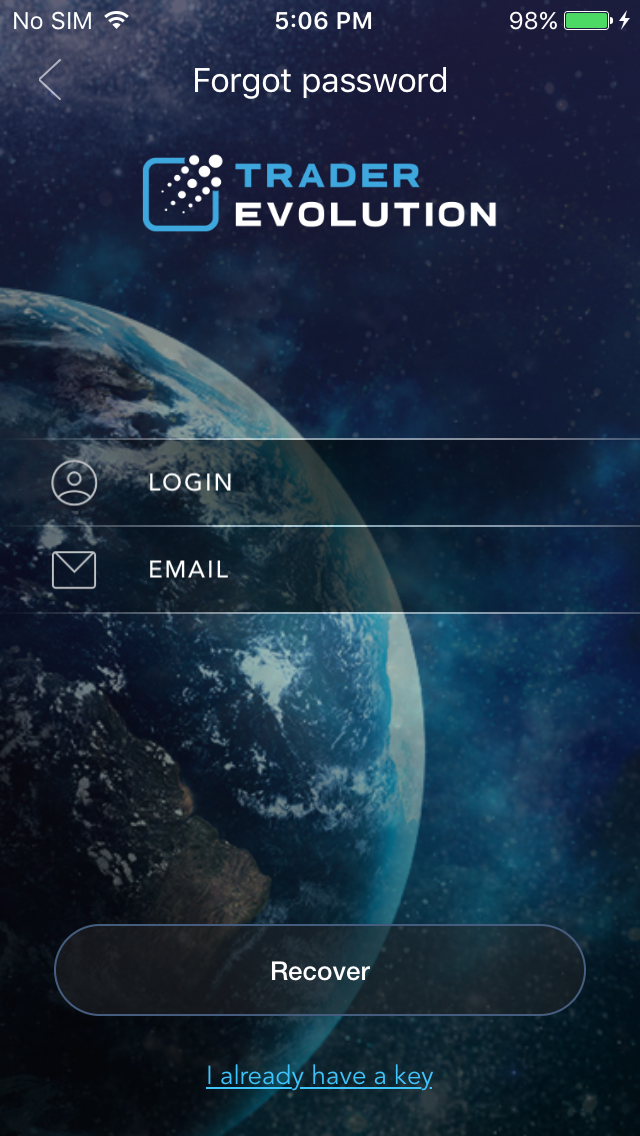 No SIM 5:06 PM 98%
Forgot password
TRADER
EVOLUTION
LOGIN
EMAIL
Recover
I already have a key